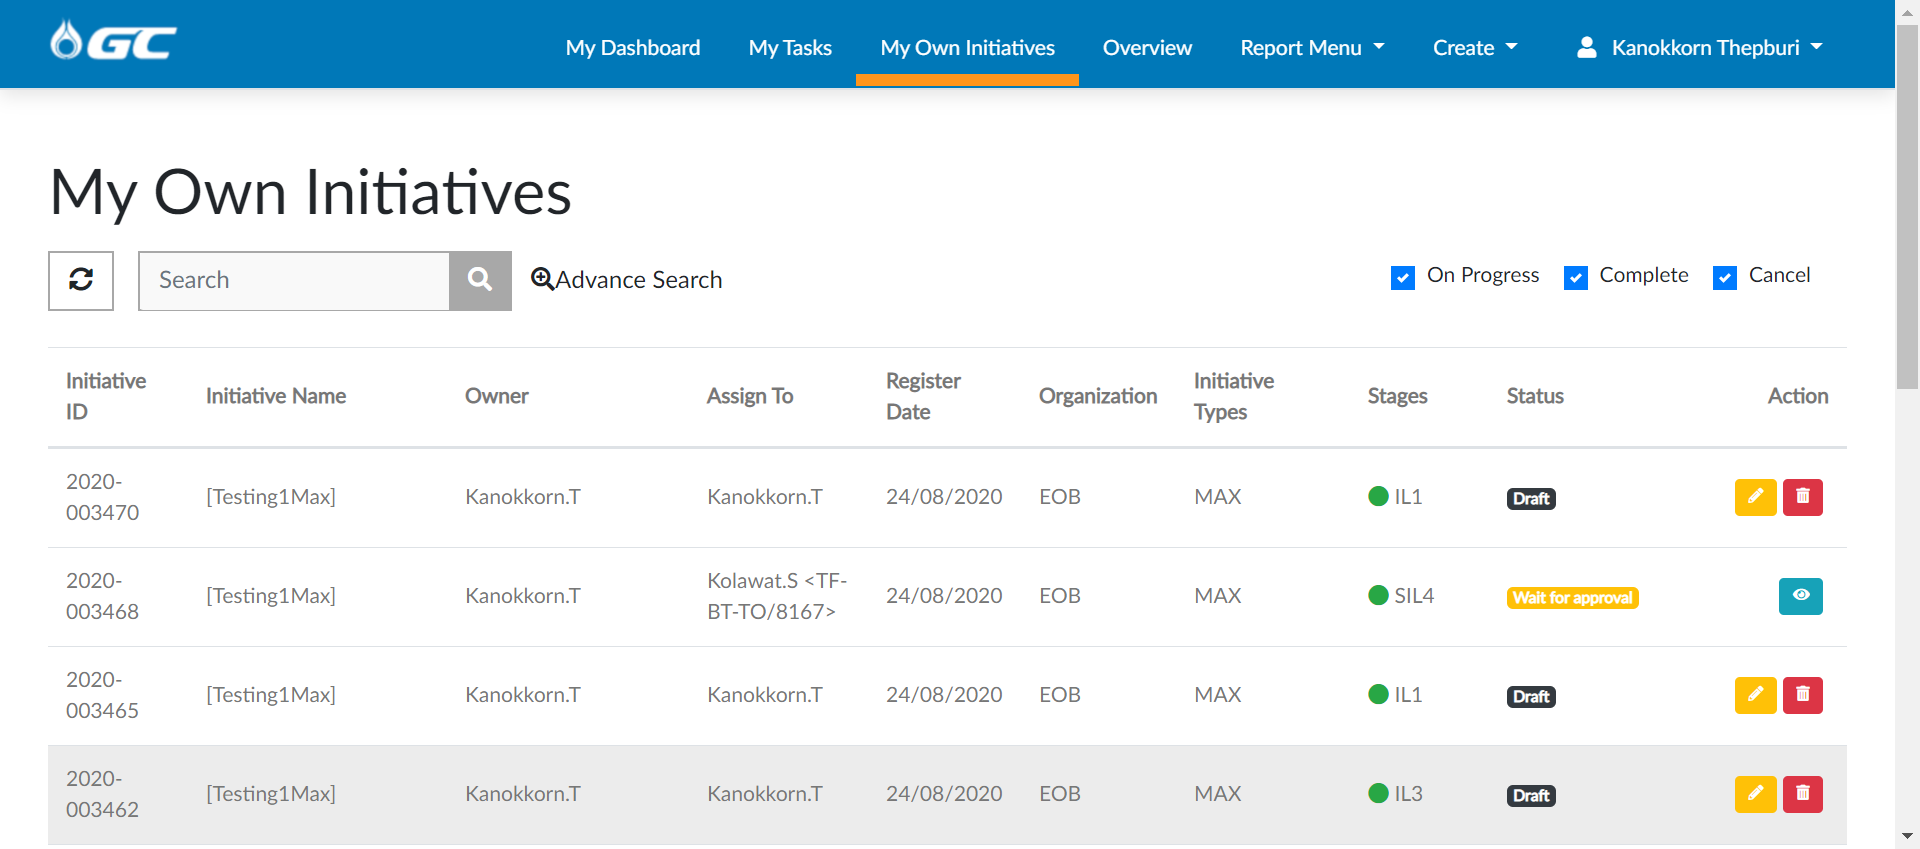 GC
My Dashboard My Tasks My Own Initiatives Overview Report Menu Create Kanokkorn Thepburi
My Own Initiatives
Search Advance Search On Progress Complete Cancel
Initiative ID Initiative Name Owner Assign To Register Date Organization Initiative Types Stages Status Action
2020-003470 [Testing1Max] Kanokkorn.T Kanokkorn.T 24/08/2020 EOB MAX IL1 Draft
2020-003468 [Testing1Max] Kanokkorn.T Kolawat.S <TF-BT-TO/8167> 24/08/2020 EOB MAX SIL4 Wait for approval
2020-003465 [Testing1Max] Kanokkorn.T Kanokkorn.T 24/08/2020 EOB MAX IL1 Draft
2020-003462 [Testing1Max] Kanokkorn.T Kanokkorn.T 24/08/2020 EOB MAX IL3 Draft